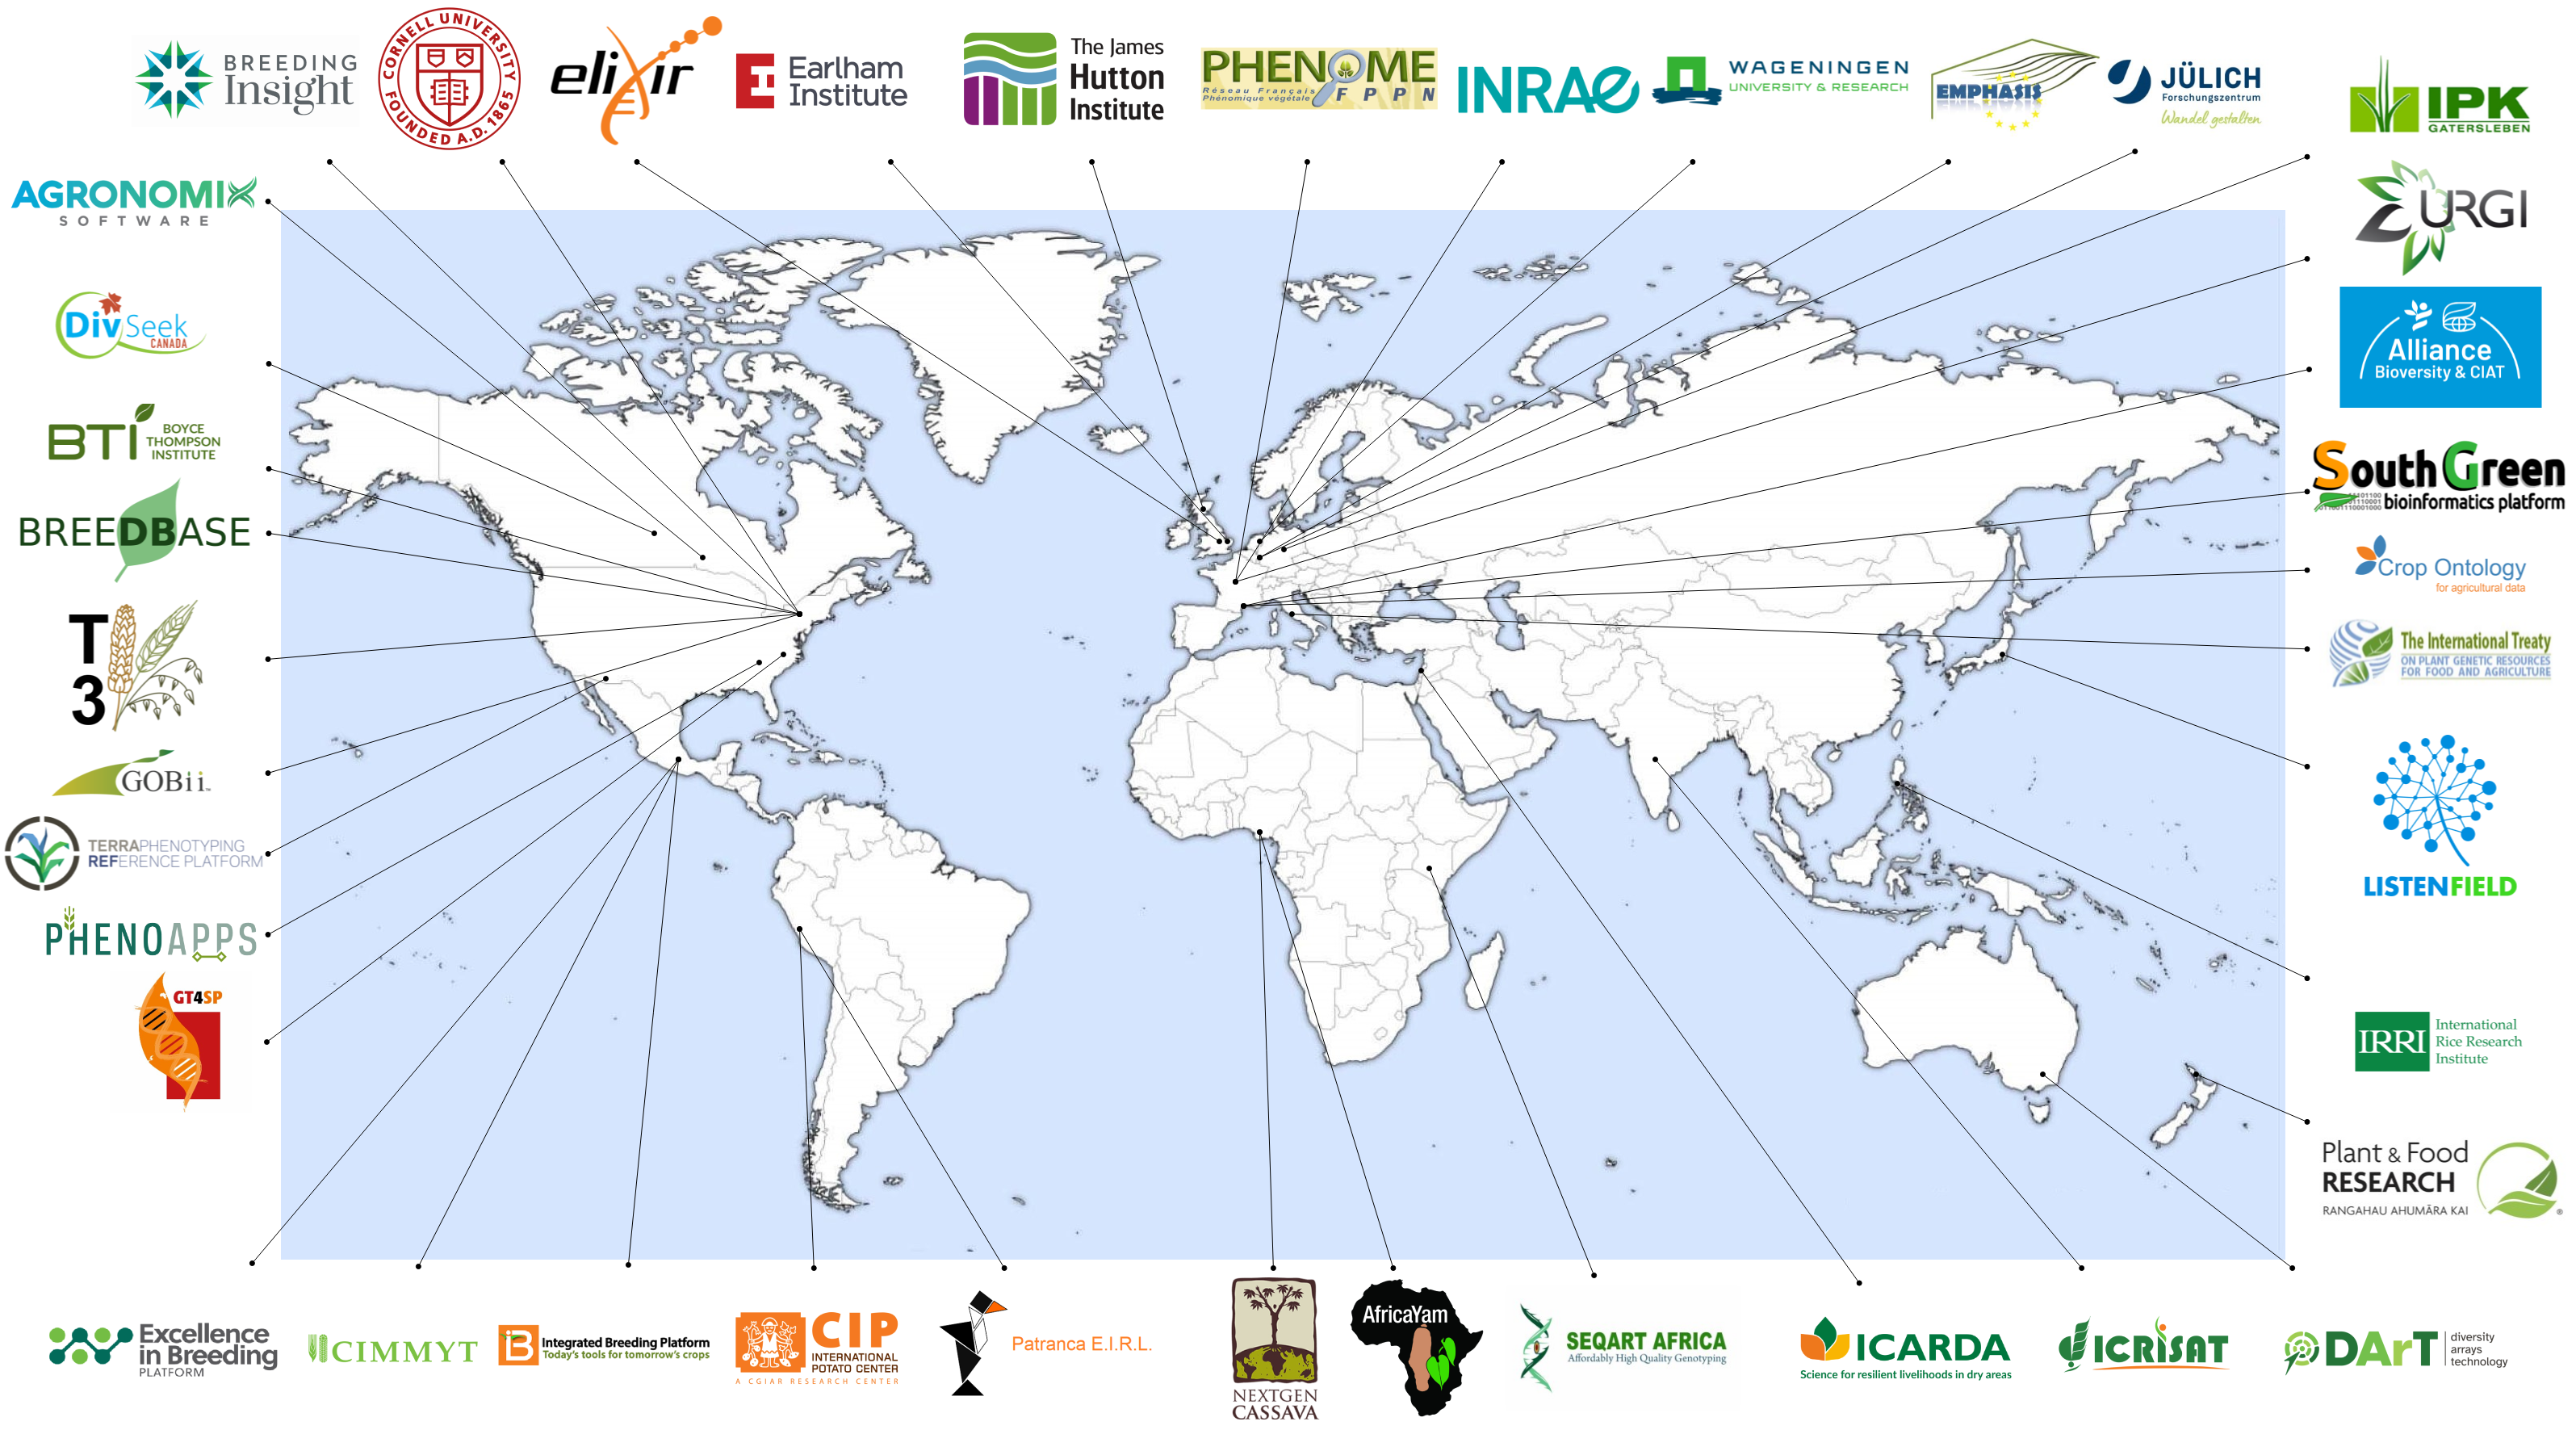 BREEDING
Insight
CORNELL UNIVERSITY
FOUNDED A.D. 1865
elixir
Earlham
Institute
The James
Hutton
Institute
PHENOME
Réseau Français
Phénomique végétale
FPPN
INRAE
WAGENINGEN
UNIVERSITY & RESEARCH
EMPHASIS
JÜLICH
Forschungszentrum
Wandel gestalten
IPK
GATERSLEBEN
AGRONOMIX
SOFTWARE
URGI
DivSeek
CANADA
Alliance
Bioversity & CIAT
BTI
BOYCE
THOMPSON
INSTITUTE
SouthGreen
bioinformatics platform
BREEDBASE
Crop Ontology
for agricultural data
T
3
The International Treaty
ON PLANT GENETIC RESOURCES
FOR FOOD AND AGRICULTURE
GOBii™
TERRAPHENOTYPING
REFERENCE PLATFORM
LISTENFIELD
PHENOAPPS
GT4SP
IRRI
International
Rice Research
Institute
Plant & Food
RESEARCH
RANGAHAU AHUMĀRA KAI
®
Excellence
in Breeding
PLATFORM
CIMMYT
iB
Integrated Breeding Platform
Today's tools for tomorrow's crops
CIP
INTERNATIONAL
POTATO CENTER
A CGIAR RESEARCH CENTER
Patranca E.I.R.L.
NEXTGEN
CASSAVA
AfricaYam
SEQART AFRICA
Affordably High Quality Genotyping
ICARDA
Science for resilient livelihoods in dry areas
ICRISAT
DArT
diversity
arrays
technology